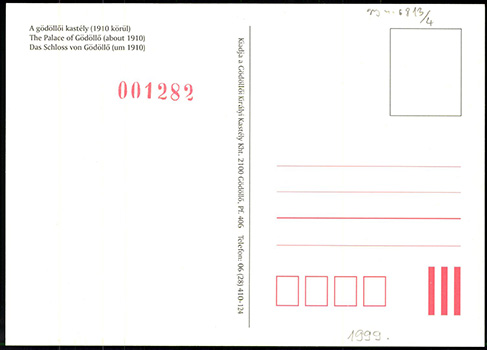 6813/4
A gödöllői kastély (1910 körül)
The Palace of Gödöllő (about 1910)
Das Schloss von Gödöllő (um 1910)
001282
Kiadja a Gödöllői Királyi Kastély Kht. 2100 Gödöllő, Pf. 406 Telefon: 06 (28) 410-124
1999.